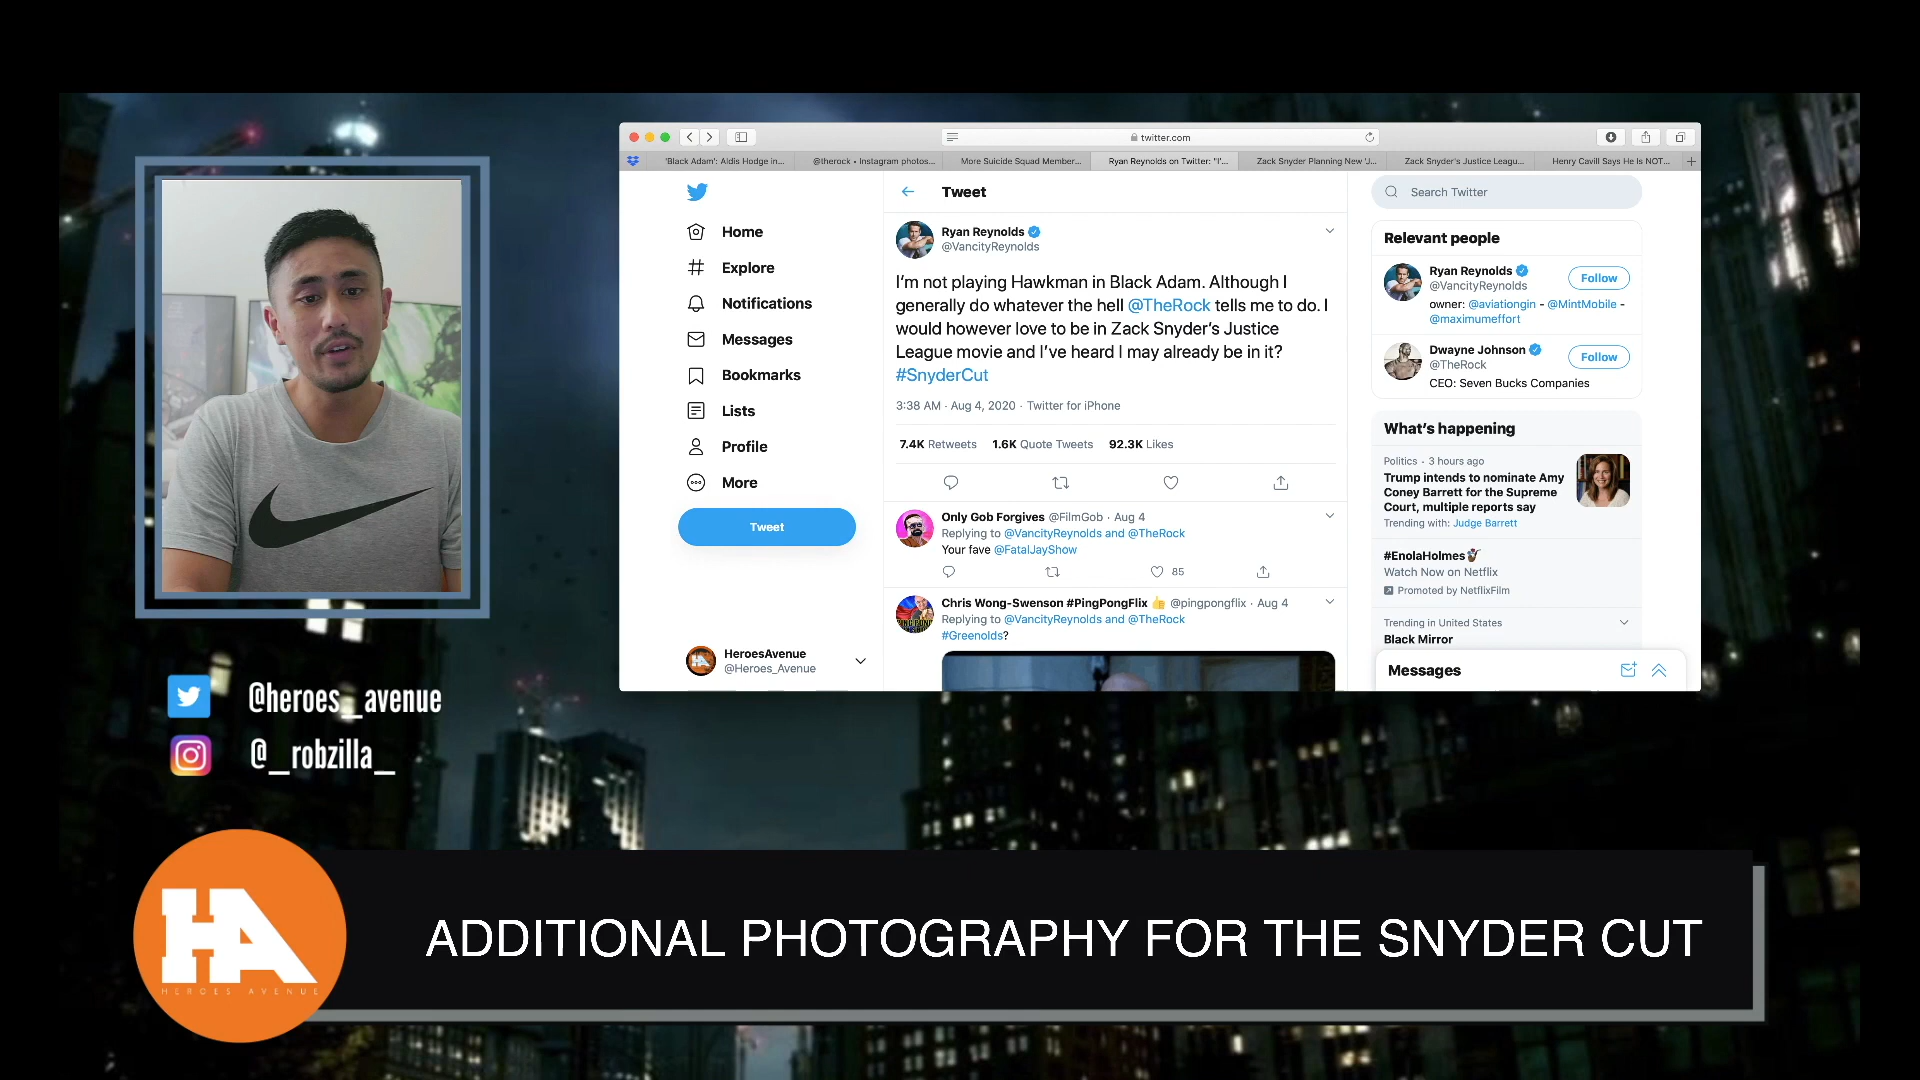 twitter.com
'Black Adam': Aldis Hodge in...
@therock • Instagram photos...
More Suicide Squad Member...
Ryan Reynolds on Twitter: "I'...
Zack Snyder Planning New 'J...
Zack Snyder's Justice Leagu...
Henry Cavill Says He Is NOT...
Home
Explore
Notifications
Messages
Bookmarks
Lists
Profile
More
Tweet
HeroesAvenue
@Heroes_Avenue
Tweet
Ryan Reynolds
@VancityReynolds
I'm not playing Hawkman in Black Adam. Although I
generally do whatever the hell @TheRock tells me to do. I
would however love to be in Zack Snyder's Justice
League movie and I've heard I may already be in it?
#SnyderCut
3:38 AM · Aug 4, 2020 · Twitter for iPhone
7.4K Retweets 1.6K Quote Tweets 92.3K Likes
Only Gob Forgives @FilmGob · Aug 4
Replying to @VancityReynolds and @TheRock
Your fave @FatalJayShow
85
Chris Wong-Swenson #PingPongFlix 👍 @pingpongflix · Aug 4
Replying to @VancityReynolds and @TheRock
#Greenolds?
Search Twitter
Relevant people
Ryan Reynolds
@VancityReynolds
Follow
owner: @aviationgin - @MintMobile -
@maximumeffort
Dwayne Johnson
@TheRock
Follow
CEO: Seven Bucks Companies
What's happening
Politics · 3 hours ago
Trump intends to nominate Amy
Coney Barrett for the Supreme
Court, multiple reports say
Trending with: Judge Barrett
#EnolaHolmes
Watch Now on Netflix
Promoted by NetflixFilm
Trending in United States
Black Mirror
Messages
@heroes_avenue
@_robzilla_
HA
HEROES AVENUE
ADDITIONAL PHOTOGRAPHY FOR THE SNYDER CUT